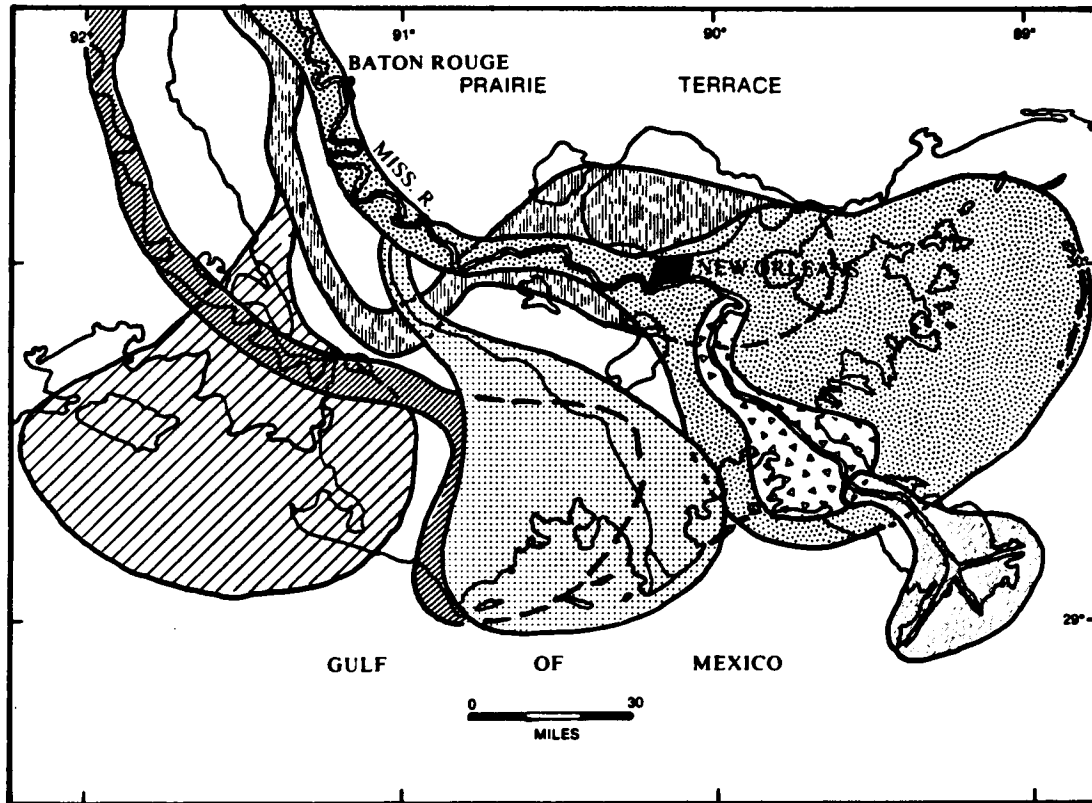 92° 91° 90° 89°
BATON ROUGE
PRAIRIE TERRACE
MISS. R.
NEW ORLEANS
29°
GULF OF MEXICO
0 30
MILES